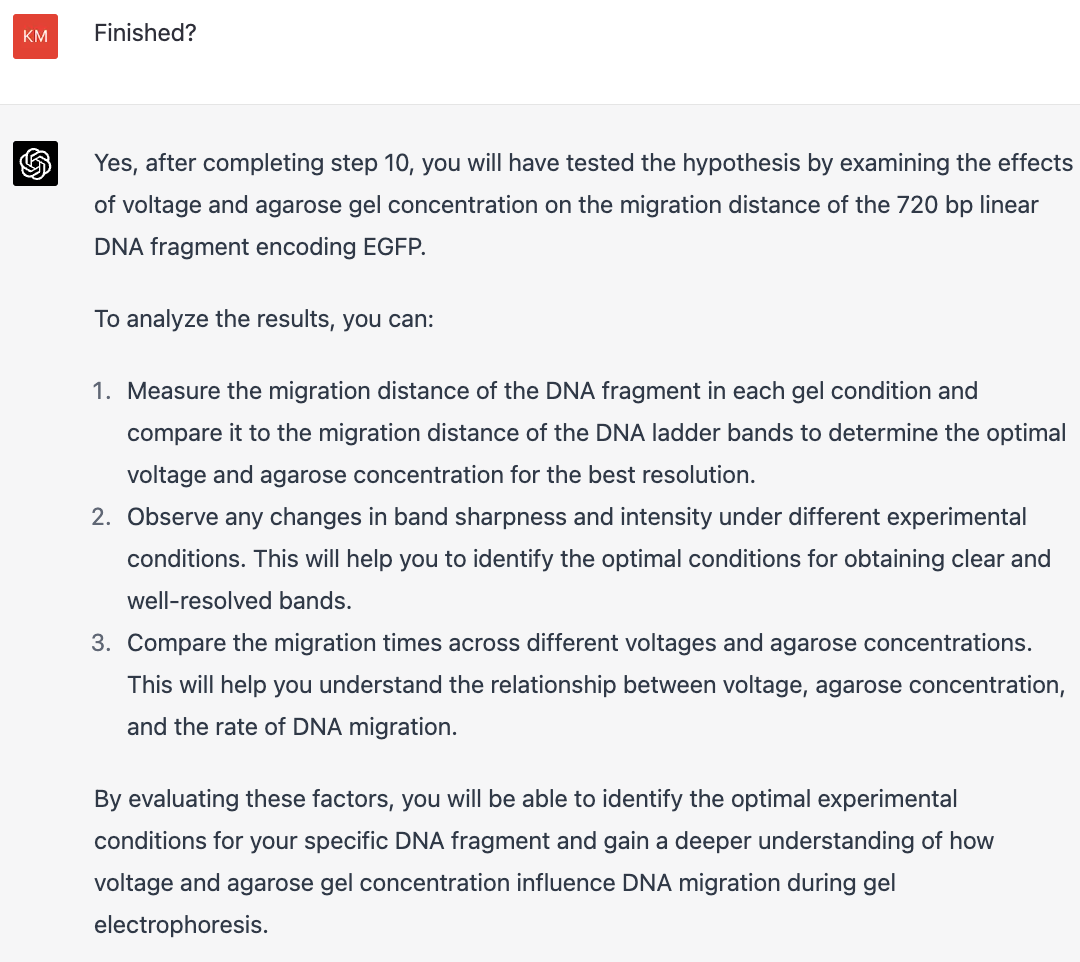 KM
Finished?
Yes, after completing step 10, you will have tested the hypothesis by examining the effects
of voltage and agarose gel concentration on the migration distance of the 720 bp linear
DNA fragment encoding EGFP.
To analyze the results, you can:
1. Measure the migration distance of the DNA fragment in each gel condition and
compare it to the migration distance of the DNA ladder bands to determine the optimal
voltage and agarose concentration for the best resolution.
2. Observe any changes in band sharpness and intensity under different experimental
conditions. This will help you to identify the optimal conditions for obtaining clear and
well-resolved bands.
3. Compare the migration times across different voltages and agarose concentrations.
This will help you understand the relationship between voltage, agarose concentration,
and the rate of DNA migration.
By evaluating these factors, you will be able to identify the optimal experimental
conditions for your specific DNA fragment and gain a deeper understanding of how
voltage and agarose gel concentration influence DNA migration during gel
electrophoresis.